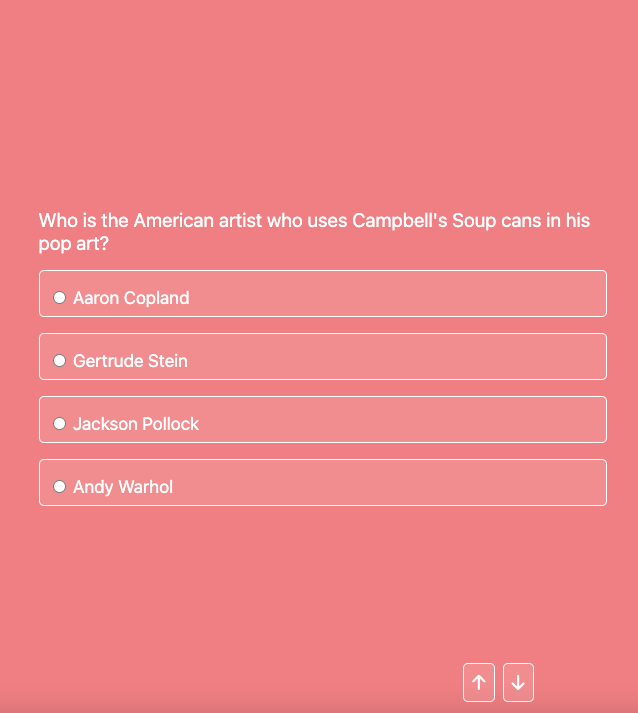 Who is the American artist who uses Campbell's Soup cans in his
pop art?
Aaron Copland
Gertrude Stein
Jackson Pollock
Andy Warhol